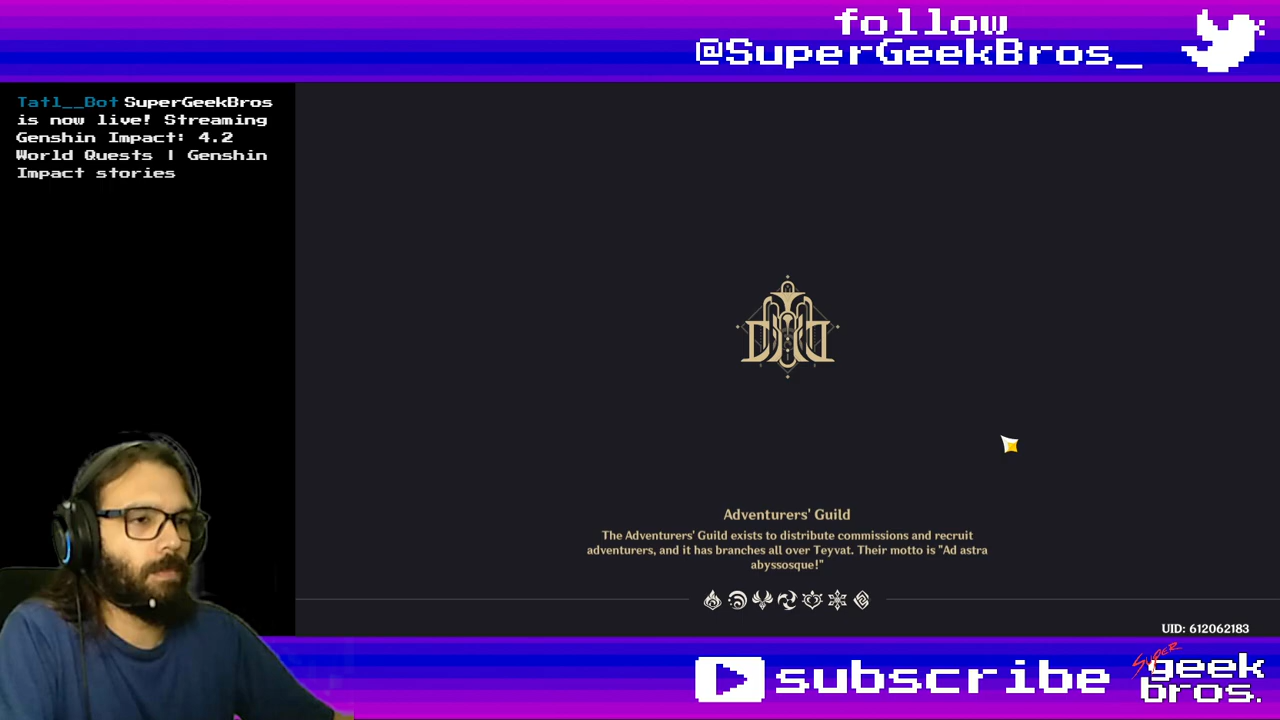 follow
@SuperGeekBros_
Tatl__Bot SuperGeekBros
is now live! Streaming
Genshin Impact: 4.2
World Quests | Genshin
Impact stories
Adventurers' Guild
The Adventurers' Guild exists to distribute commissions and recruit
adventurers, and it has branches all over Teyvat. Their motto is "Ad astra
abyssosque!"
UID: 612062183
subscribe
SUPER
geek
bros.